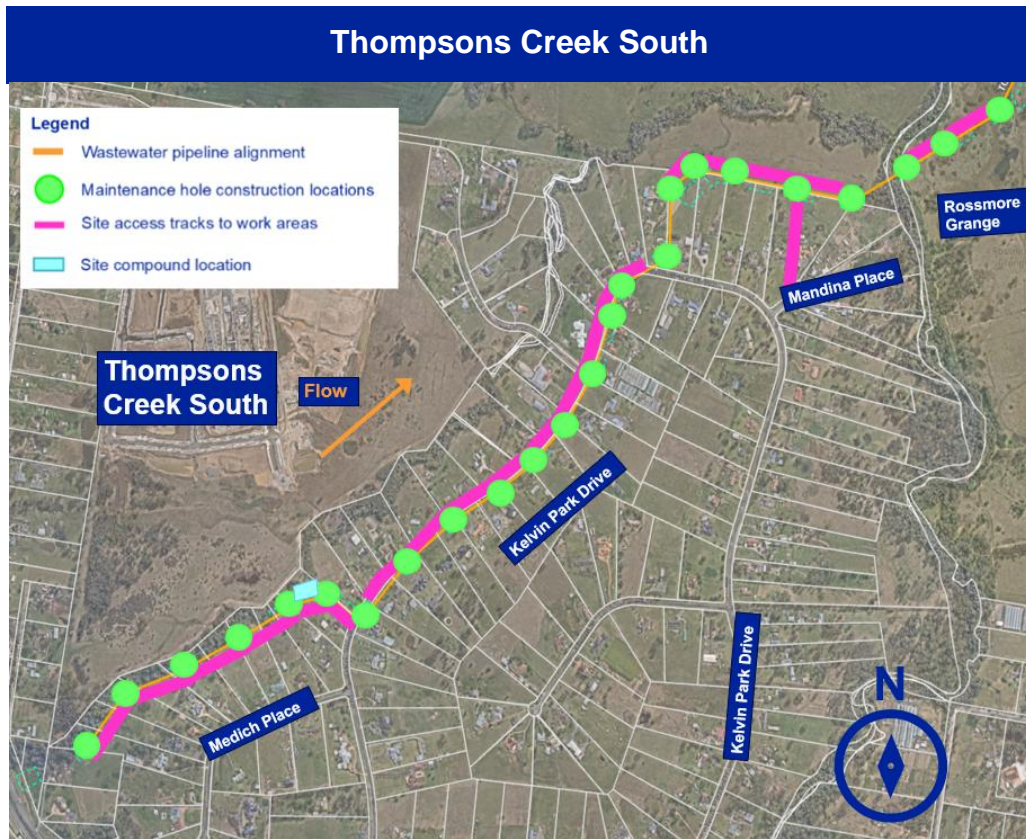 Thompsons Creek South
Legend
Wastewater pipeline alignment
Maintenance hole construction locations
Site access tracks to work areas
Site compound location
Rossmore
Grange
Mandina Place
Thompsons
Creek South
Flow
Kelvin Park Drive
Kelvin Park Drive
Medich Place
N